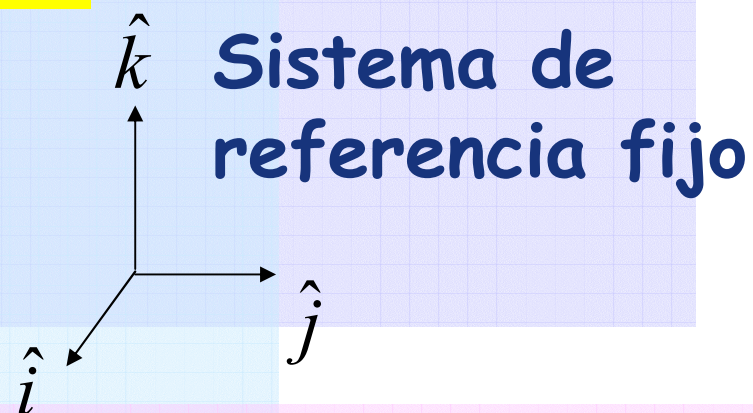 k̂
Sistema de
referencia fijo
ĵ
î